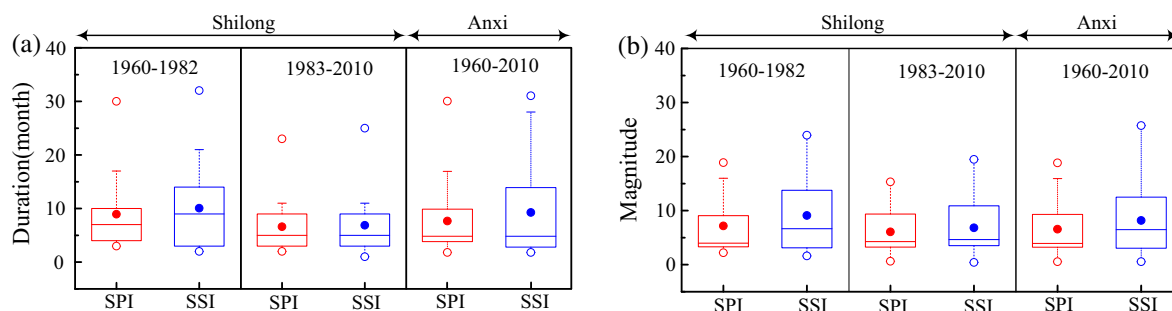 Shilong Anxi
(a)
1960-1982 1983-2010 1960-2010
Duration(month)
40
30
20
10
0
SPI SSI SPI SSI SPI SSI
Shilong Anxi
(b)
1960-1982 1983-2010 1960-2010
Magnitude
40
30
20
10
0
SPI SSI SPI SSI SPI SSI